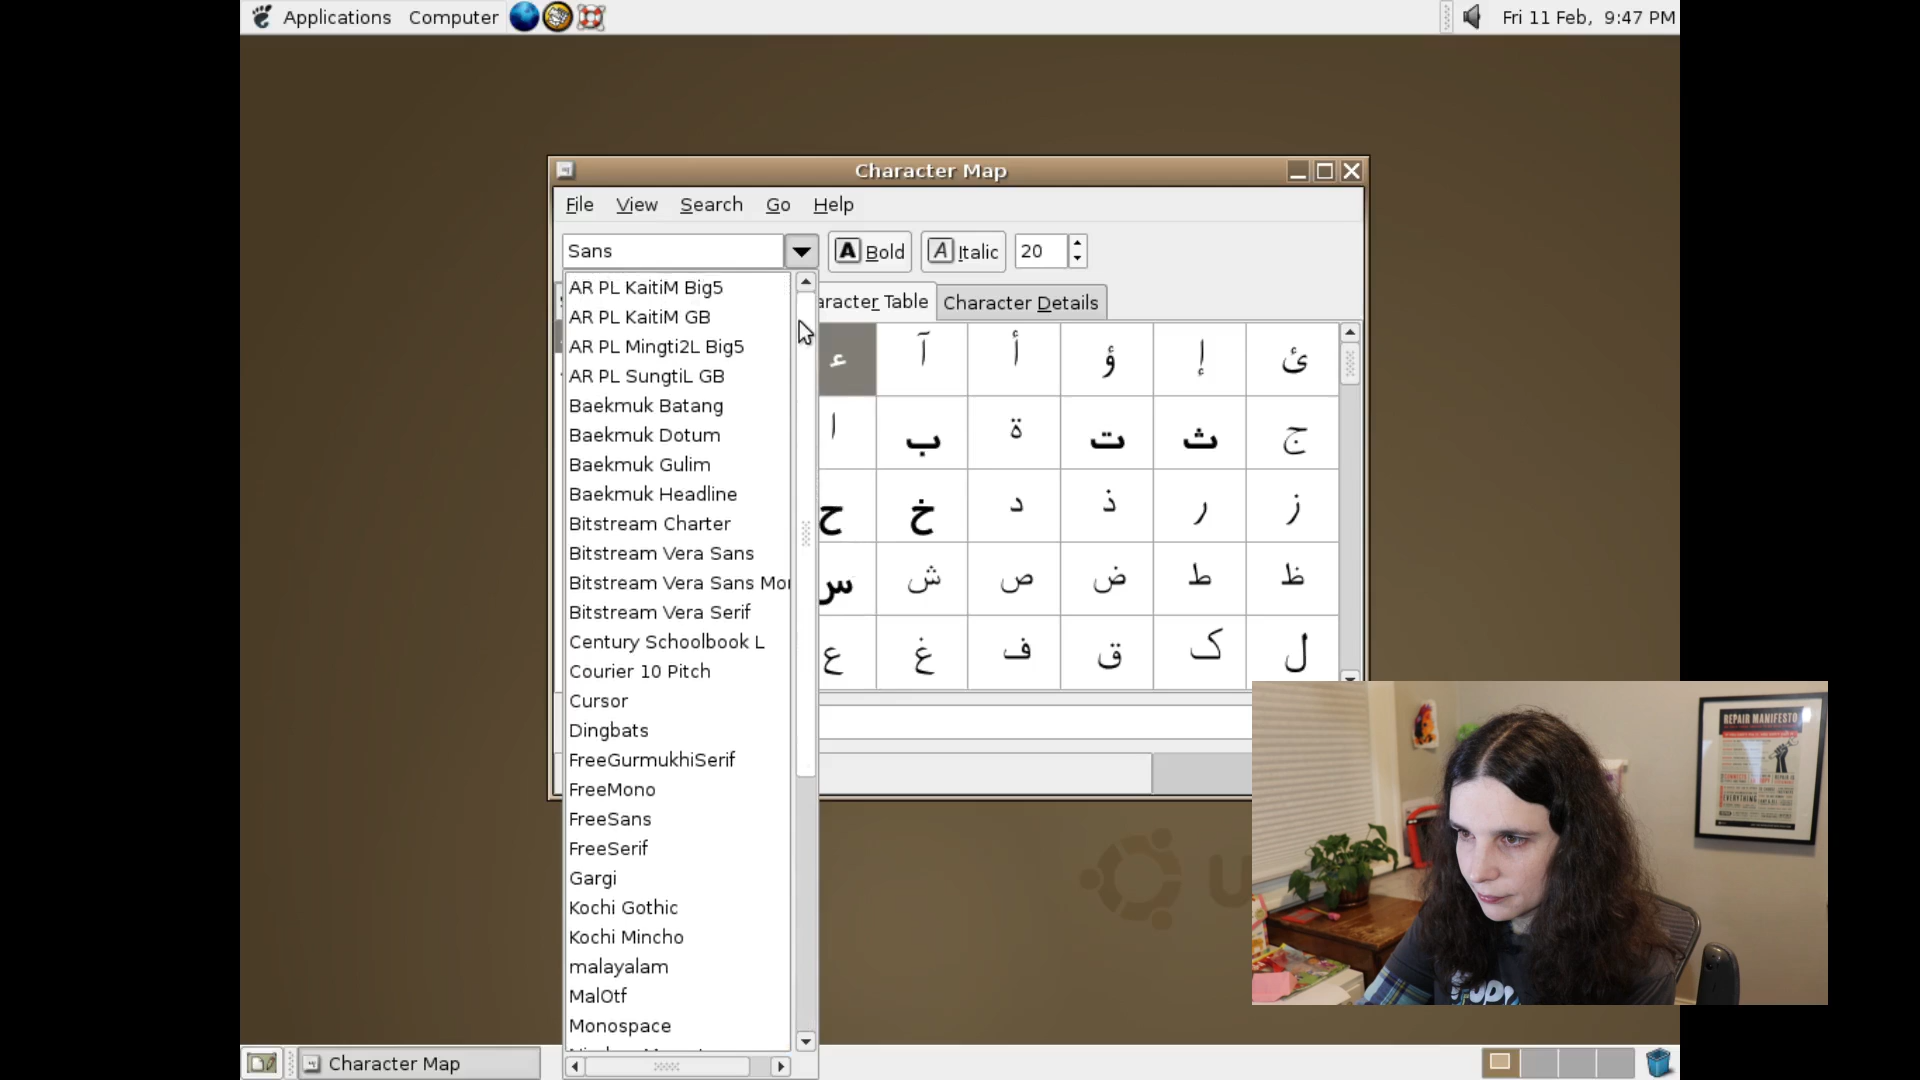 Applications Computer Fri 11 Feb, 9:47 PM
Character Map
File View Search Go Help
Sans Bold Italic 20
AR PL KaitiM Big5
AR PL KaitiM GB
AR PL Mingti2L Big5
AR PL SungtiL GB
Baekmuk Batang
Baekmuk Dotum
Baekmuk Gulim
Baekmuk Headline
Bitstream Charter
Bitstream Vera Sans
Bitstream Vera Sans Mo
Bitstream Vera Serif
Century Schoolbook L
Courier 10 Pitch
Cursor
Dingbats
FreeGurmukhiSerif
FreeMono
FreeSans
FreeSerif
Gargi
Kochi Gothic
Kochi Mincho
malayalam
MalOtf
Monospace
aracter Table Character Details
ء آ أ ؤ إ ئ
ا ب ة ت ث ج
ح خ د ذ ر ز
س ش ص ض ط ظ
ع غ ف ق ک ل
REPAIR MANIFESTO
Character Map